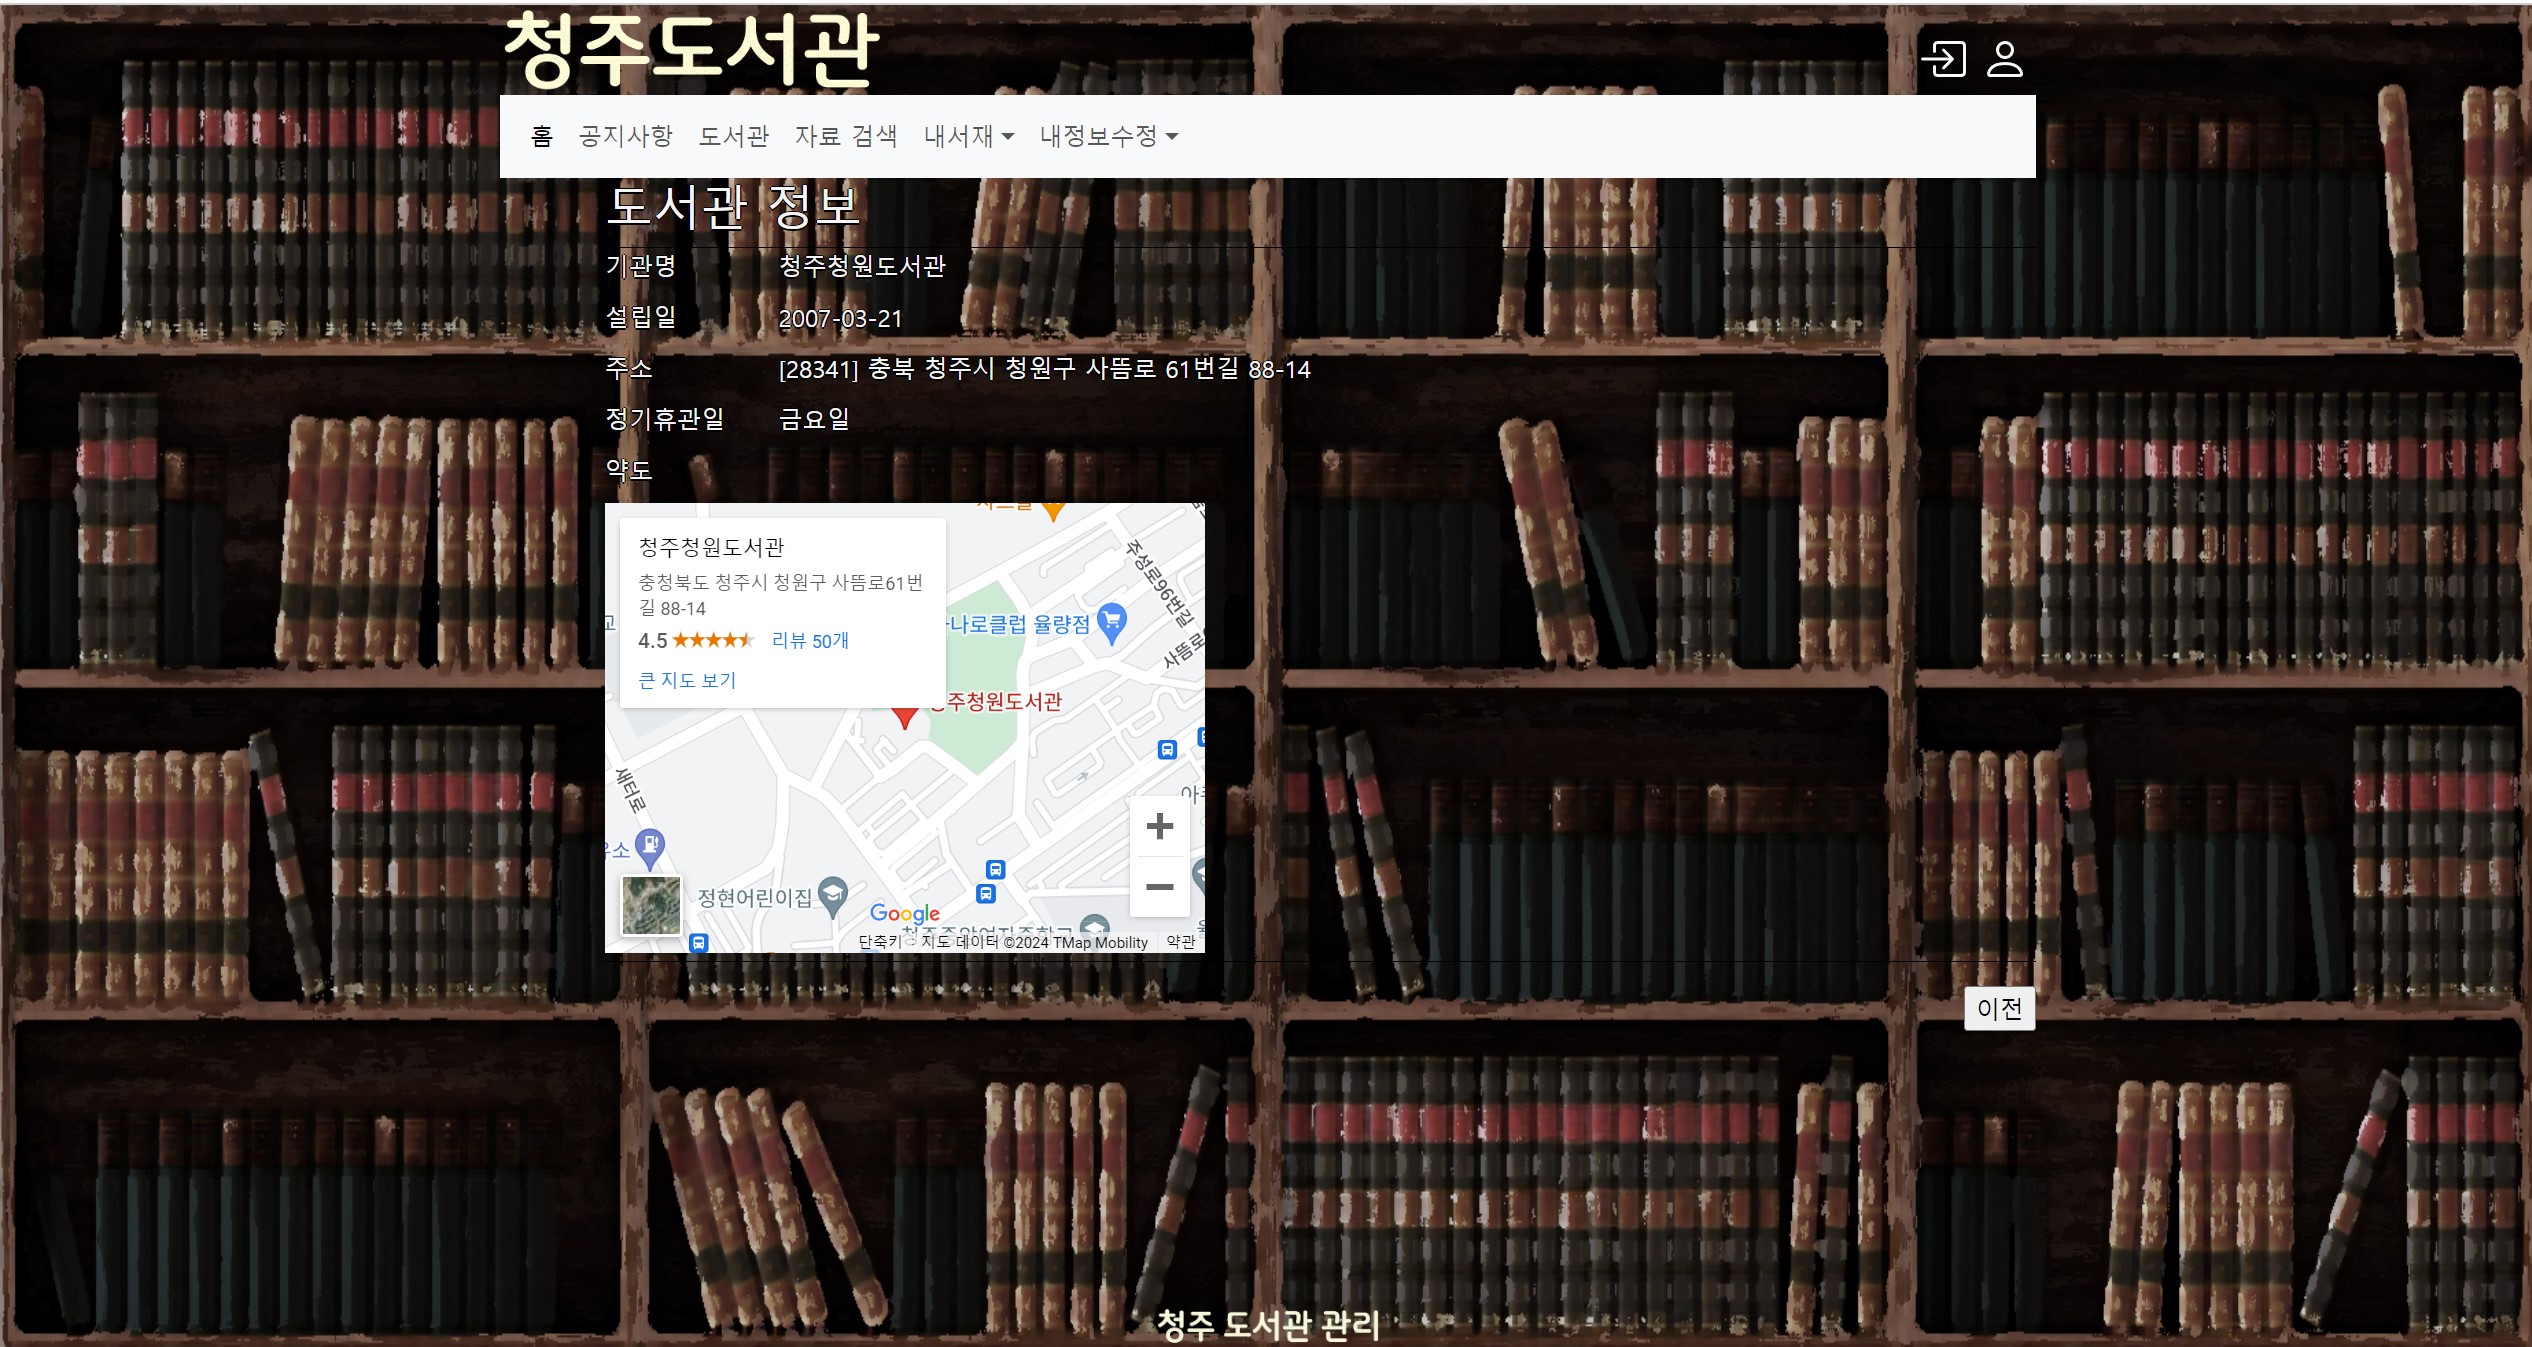 청주도서관
홈 공지사항 도서관 자료 검색 내서재 내정보수정
도서관 정보
기관명 청주청원도서관
설립일 2007-03-21
주소 [28341] 충북 청주시 청원구 사뜸로 61번길 88-14
정기휴관일 금요일
약도
청주청원도서관
충청북도 청주시 청원구 사뜸로61번
길 88-14
4.5 리뷰 50개
큰 지도 보기
주성로96번길
나로클럽 율량점
사뜸로
주청원도서관
새터로
정현어린이집
Google
단축키 지도 데이터 ©2024 TMap Mobility 약관
이전
청주 도서관 관리